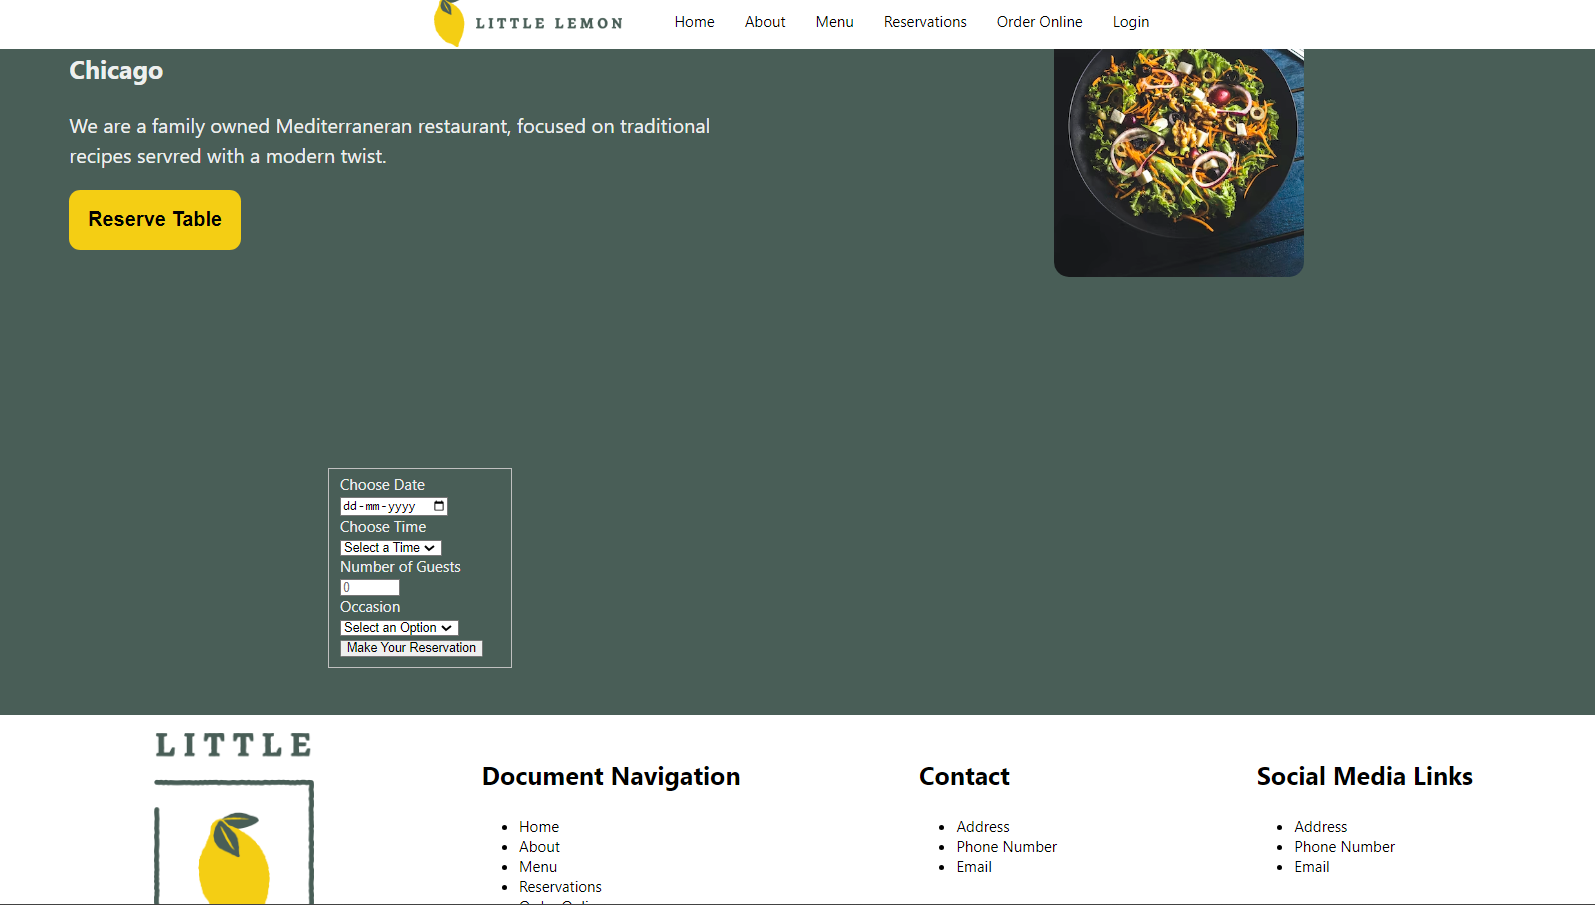 LITTLE LEMON
Home About Menu Reservations Order Online Login
Chicago
We are a family owned Mediterraneran restaurant, focused on traditional
recipes servred with a modern twist.
Reserve Table
Choose Date
dd-mm-yyyy
Choose Time
Select a Time
Number of Guests
0
Occasion
Select an Option
Make Your Reservation
LITTLE
Document Navigation
Home
About
Menu
Reservations
Contact
Address
Phone Number
Email
Social Media Links
Address
Phone Number
Email